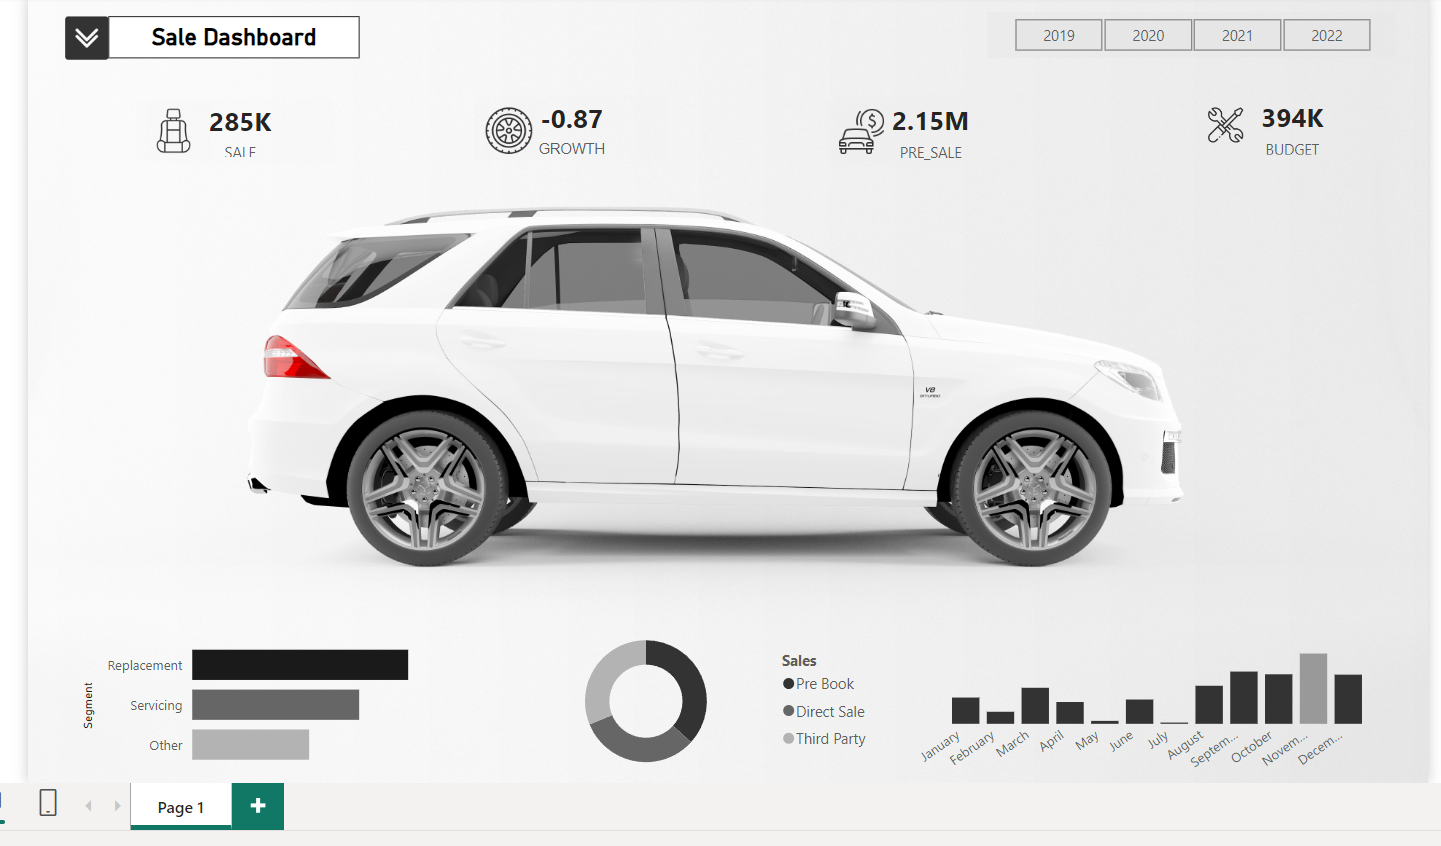 Sale Dashboard
2019 2020 2021 2022
285K
SALE
-0.87
GROWTH
2.15M
PRE_SALE
394K
BUDGET
V8
BITURBO
Segment
Replacement
Servicing
Other
Sales
Pre Book
Direct Sale
Third Party
January February March April May June July August Septem... October Novem... Decem...
Page 1
+